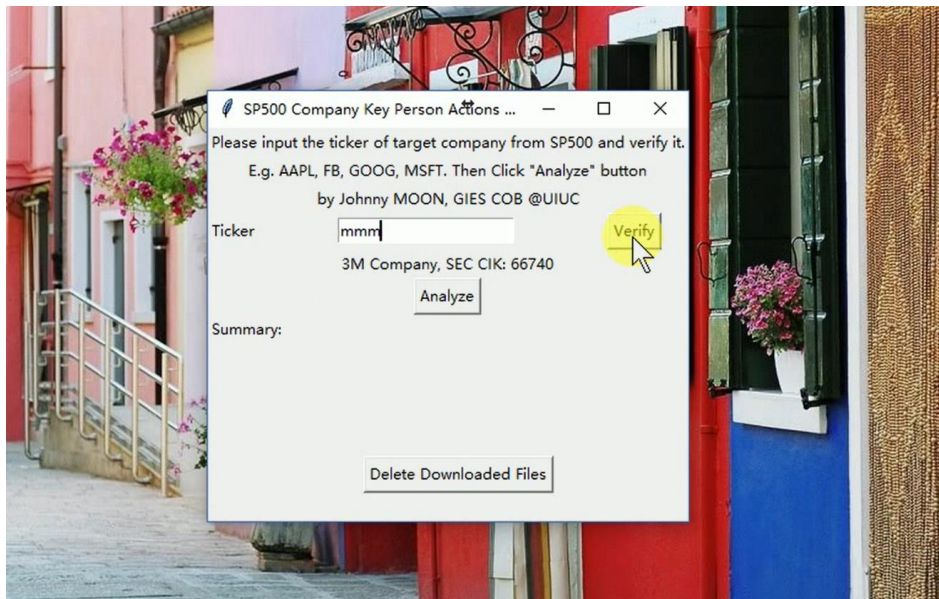 SP500 Company Key Person Actions ...
Please input the ticker of target company from SP500 and verify it.
E.g. AAPL, FB, GOOG, MSFT. Then Click "Analyze" button
by Johnny MOON, GIES COB @UIUC
Ticker mmm Verify
3M Company, SEC CIK: 66740
Analyze
Summary:
Delete Downloaded Files